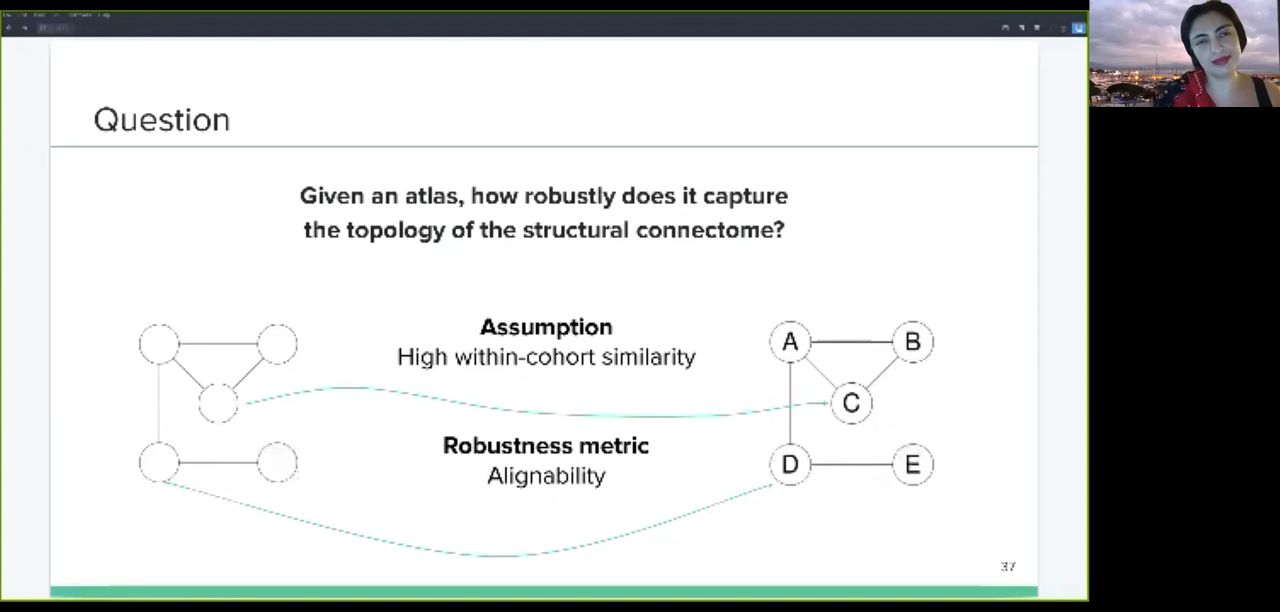 Question
Given an atlas, how robustly does it capture
the topology of the structural connectome?
Assumption
High within-cohort similarity
A
B
C
Robustness metric
Alignability
D
E
37